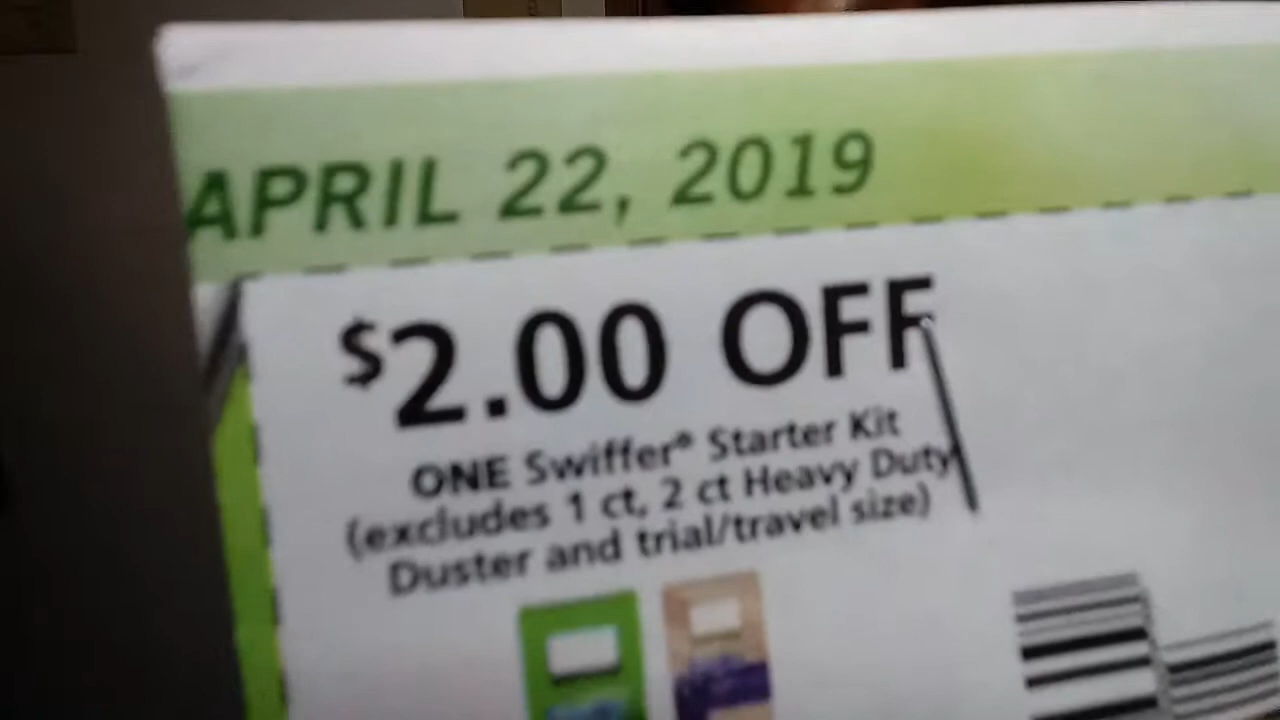 APRIL 22, 2019
$2.00 OFF
ONE Swiffer® Starter Kit
(excludes 1 ct, 2 ct Heavy Duty
Duster and trial/travel size)